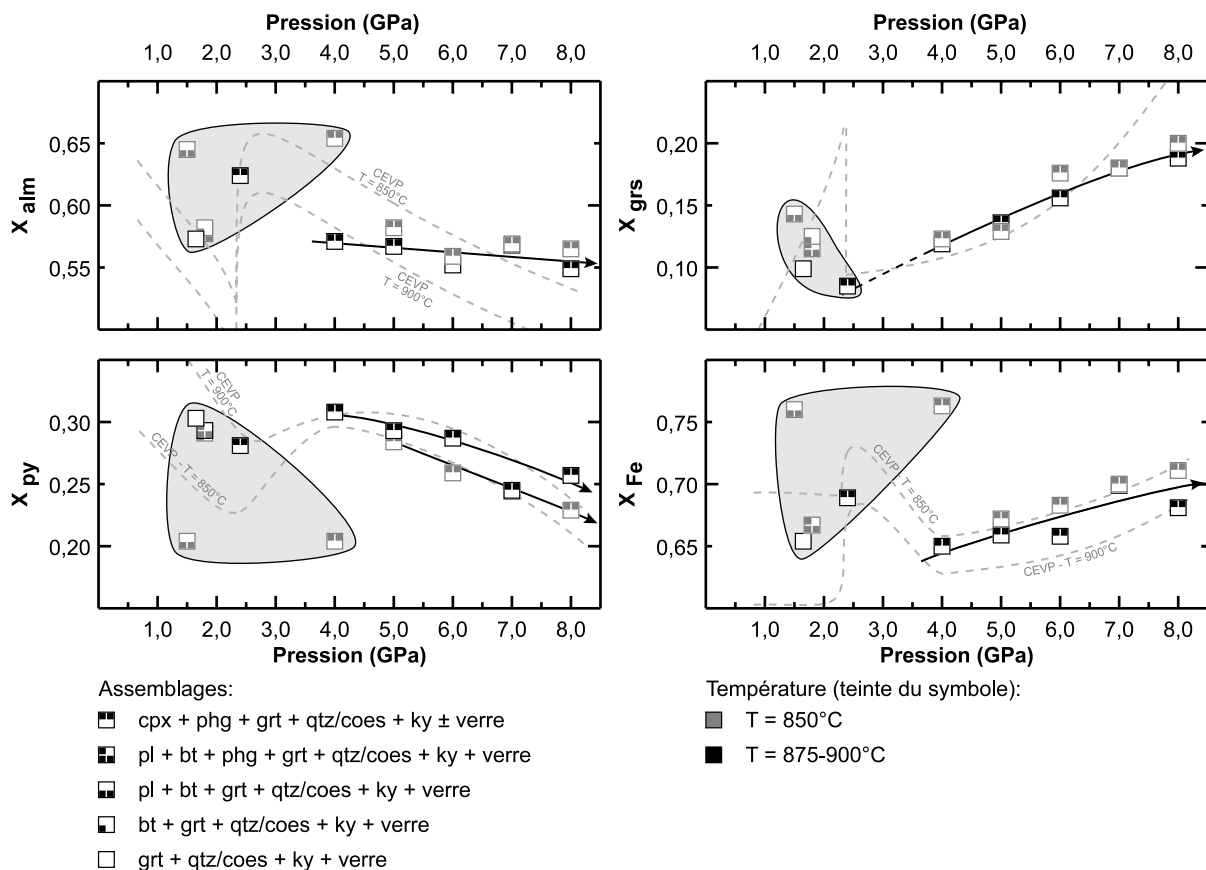 Pression (GPa)
1,0 2,0 3,0 4,0 5,0 6,0 7,0 8,0
X alm
0,65
0,60
0,55
CEVP
T = 850°C
CEVP
T = 900°C
Pression (GPa)
1,0 2,0 3,0 4,0 5,0 6,0 7,0 8,0
X grs
0,20
0,15
0,10
X py
0,30
0,25
0,20
CEVP
T = 900°C
CEVP - T = 850°C
1,0 2,0 3,0 4,0 5,0 6,0 7,0 8,0
Pression (GPa)
X Fe
0,75
0,70
0,65
CEVP - T = 850°C
CEVP - T = 900°C
1,0 2,0 3,0 4,0 5,0 6,0 7,0 8,0
Pression (GPa)
Assemblages:
cpx + phg + grt + qtz/coes + ky ± verre
pl + bt + phg + grt + qtz/coes + ky + verre
pl + bt + grt + qtz/coes + ky + verre
bt + grt + qtz/coes + ky + verre
grt + qtz/coes + ky + verre
Température (teinte du symbole):
T = 850°C
T = 875-900°C